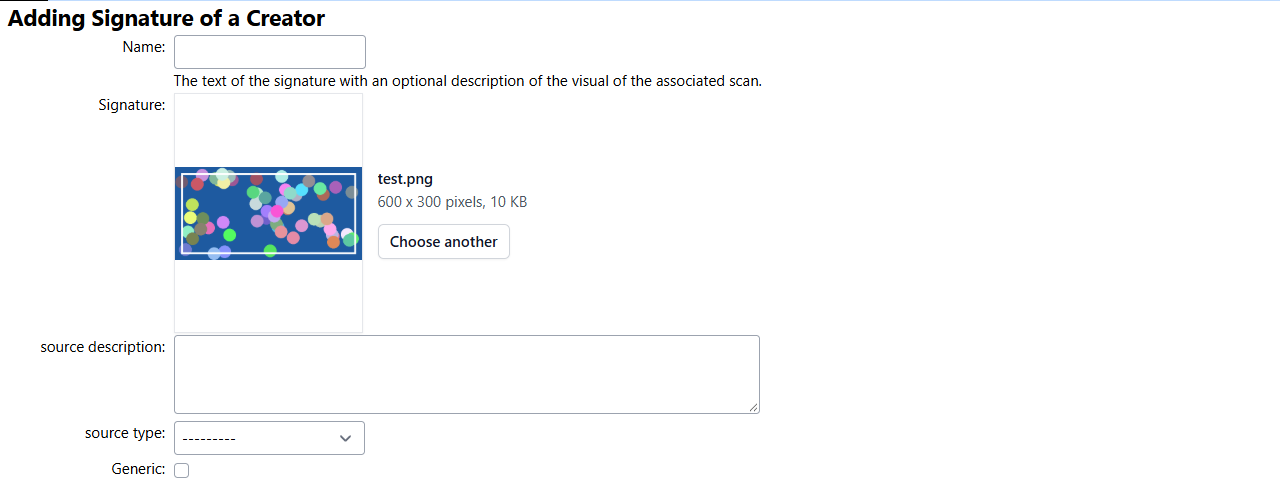 Adding Signature of a Creator
Name:
The text of the signature with an optional description of the visual of the associated scan.
Signature:
test.png
600 x 300 pixels, 10 KB
Choose another
source description:
source type: ---------
Generic: